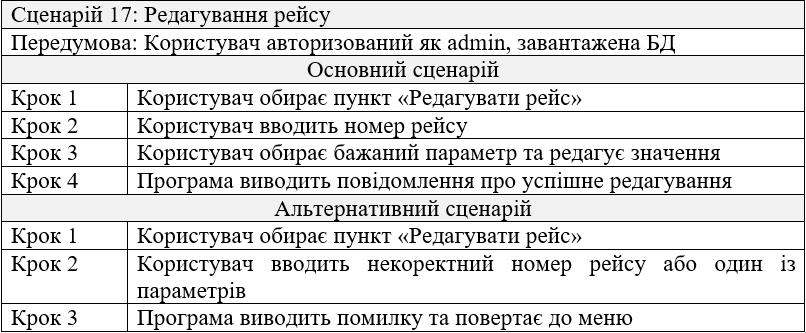 Сценарій 17: Редагування рейсу
Передумова: Користувач авторизований як admin, завантажена БД
Основний сценарій
Крок 1 Користувач обирає пункт «Редагувати рейс»
Крок 2 Користувач вводить номер рейсу
Крок 3 Користувач обирає бажаний параметр та редагує значення
Крок 4 Програма виводить повідомлення про успішне редагування
Альтернативний сценарій
Крок 1 Користувач обирає пункт «Редагувати рейс»
Крок 2 Користувач вводить некоректний номер рейсу або один із
параметрів
Крок 3 Програма виводить помилку та повертає до меню